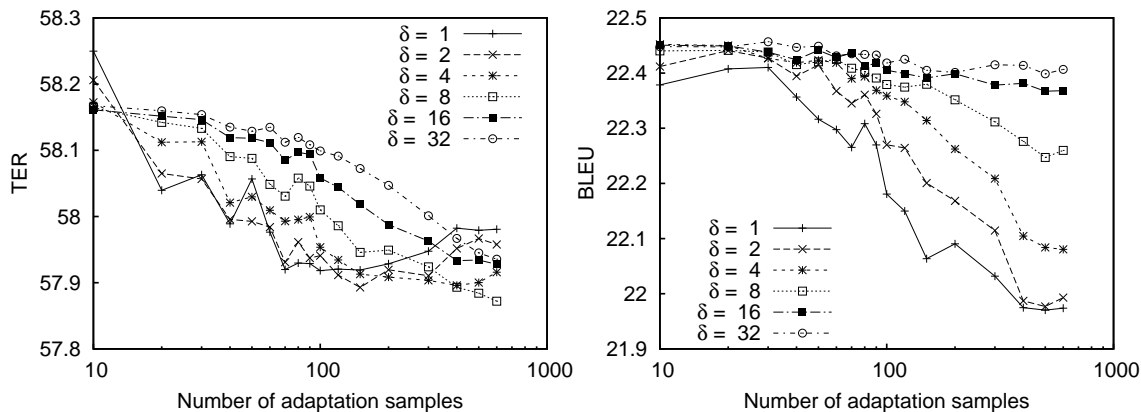 58.3
58.2
58.1
58
57.9
57.8
TER
10
100
1000
Number of adaptation samples
δ = 1
δ = 2
δ = 4
δ = 8
δ = 16
δ = 32
22.5
22.4
22.3
22.2
22.1
22
21.9
BLEU
10
100
1000
Number of adaptation samples
δ = 1
δ = 2
δ = 4
δ = 8
δ = 16
δ = 32